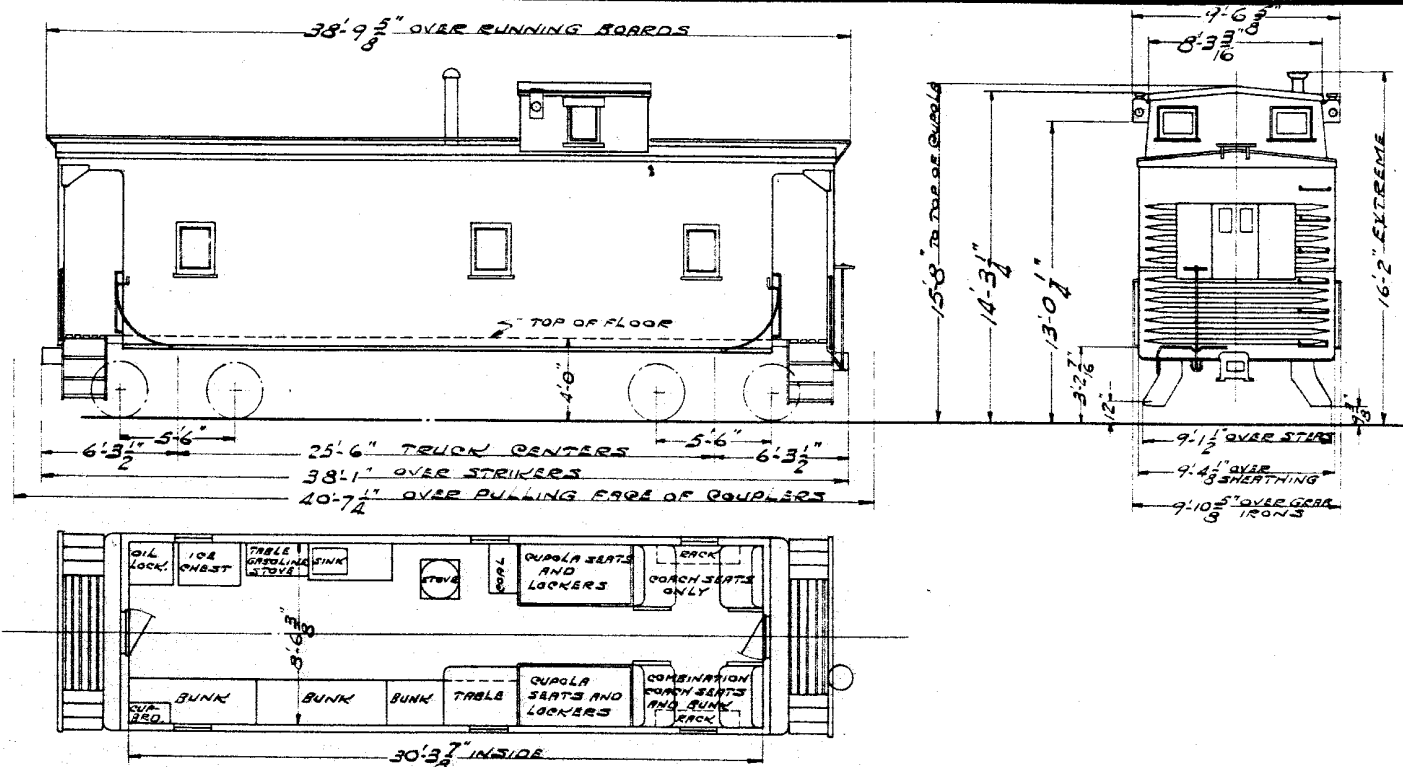 38'-9 5/8" OVER RUNNING BOARDS
9'-6 5/8"
8'-3 3/16"
15'-8" TO TOP OF CUPOLA
14'-3 1/4"
13'-0 1/4"
16'-2" EXTREME
TOP OF FLOOR
4'-0"
3'-2 7/16"
12"
9 3/8"
5'-6"
5'-6"
6'-3 1/2"
25'-6" TRUCK CENTERS
6'-3 1/2"
38'-1" OVER STRIKERS
40'-7 1/4" OVER PULLING FACE OF COUPLERS
9'-1 1/2" OVER STEPS
9'-4 1/8" OVER
SHEATHING
9'-10 5/8" OVER GRAB
IRONS
OIL
LOCK.
ICE
CHEST
TABLE
GASOLINE
STOVE
SINK
STOVE
COAL
CUPOLA SEATS
AND
LOCKERS
RACK
COACH SEATS
ONLY
8'-6 3/8"
CUP-
BRD
BUNK
BUNK
BUNK
TABLE
CUPOLA
SEATS AND
LOCKERS
COMBINATION
COACH SEATS
AND BUNK
RACK
30'-3 7/8" INSIDE